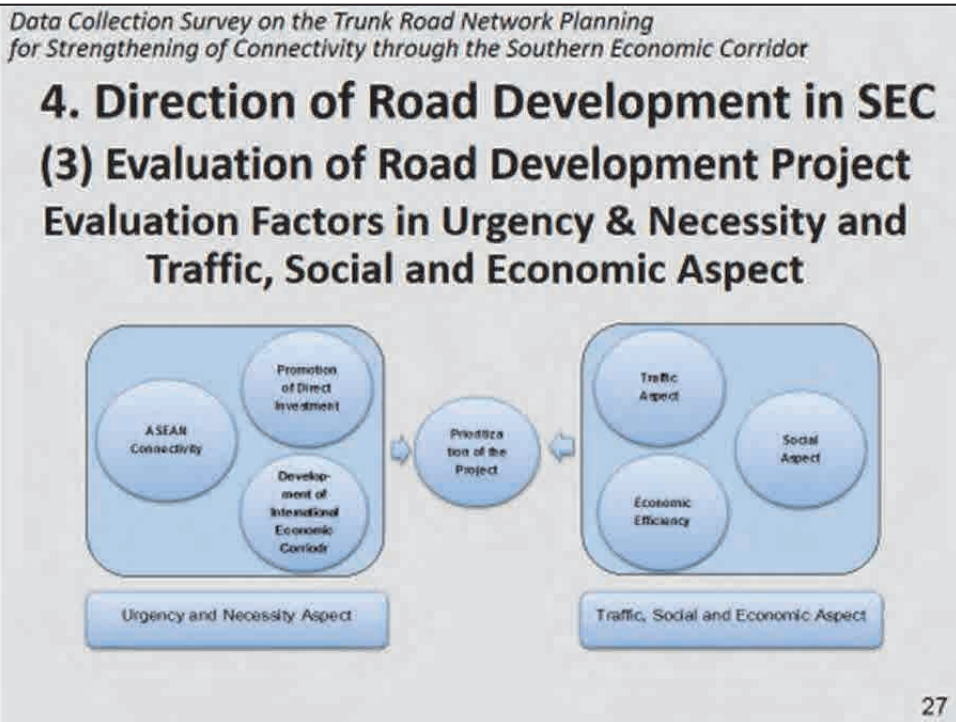 Data Collection Survey on the Trunk Road Network Planning
for Strengthening of Connectivity through the Southern Economic Corridor
4. Direction of Road Development in SEC
(3) Evaluation of Road Development Project
Evaluation Factors in Urgency & Necessity and
Traffic, Social and Economic Aspect
ASEAN
Connectivity
Promotion
of Direct
Investment
Develop-
ment of
International
Economic
Corriodr
Prioritiza
tion of the
Project
Traffic
Aspect
Economic
Efficiency
Social
Aspect
Urgency and Necessity Aspect
Traffic, Social and Economic Aspect
27